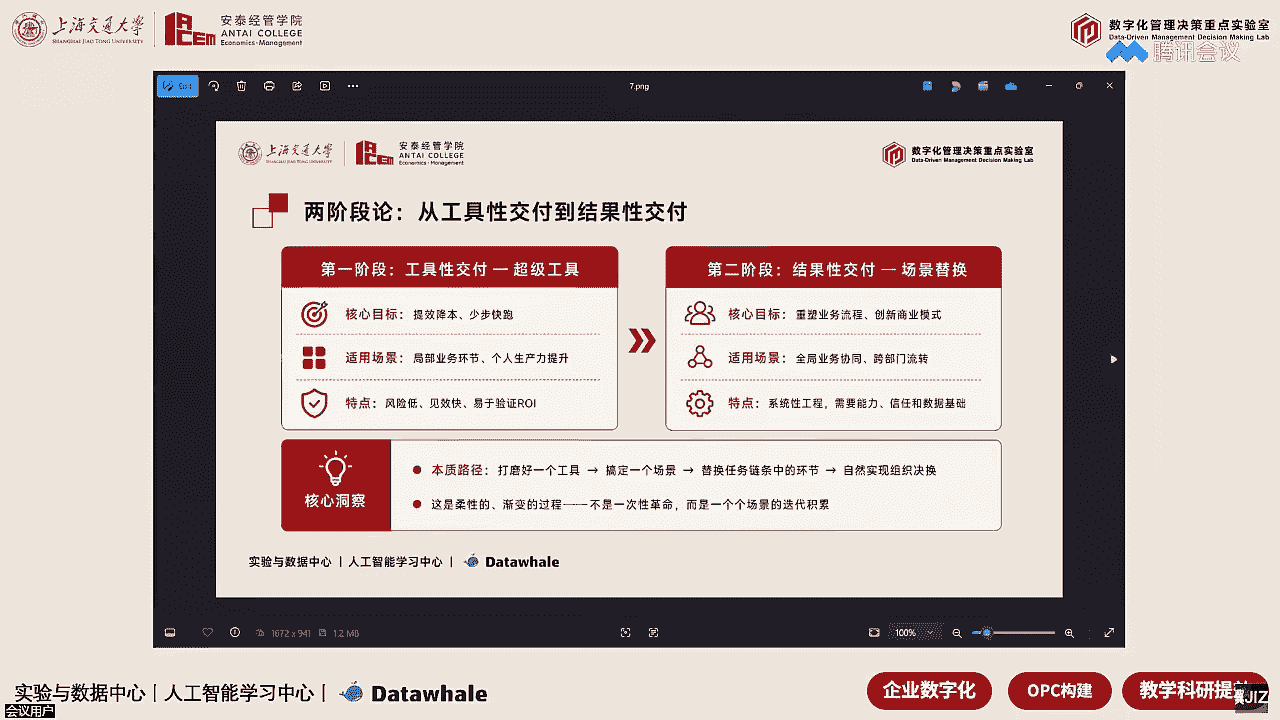 上海交通大学
SHANGHAI JIAO TONG UNIVERSITY
ACEM
安泰经管学院
ANTAI COLLEGE
Economics·Management
数字化管理决策重点实验室
Data-Driven Management Decision Making Lab
腾讯会议
7.png
上海交通大学
SHANGHAI JIAO TONG UNIVERSITY
ACEM
安泰经管学院
ANTAI COLLEGE
Economics·Management
数字化管理决策重点实验室
Data-Driven Management Decision Making Lab
两阶段论：从工具性交付到结果性交付
第一阶段：工具性交付 — 超级工具
核心目标：提效降本、少步快跑
适用场景：局部业务环节、个人生产力提升
特点：风险低、见效快、易于验证ROI
第二阶段：结果性交付 — 场景替换
核心目标：重塑业务流程、创新商业模式
适用场景：全局业务协同、跨部门流转
特点：系统性工程，需要能力、信任和数据基础
核心洞察
本质路径：打磨好一个工具 → 搞定一个场景 → 替换任务链条中的环节 → 自然实现组织决换
这是柔性的、渐变的过程——不是一次性革命，而是一个个场景的迭代积累
实验与数据中心 | 人工智能学习中心 | Datawhale
1672 x 941 1.2 MB
100%
实验与数据中心 | 人工智能学习中心 | Datawhale
企业数字化
OPC构建
教学科研提
会议用户